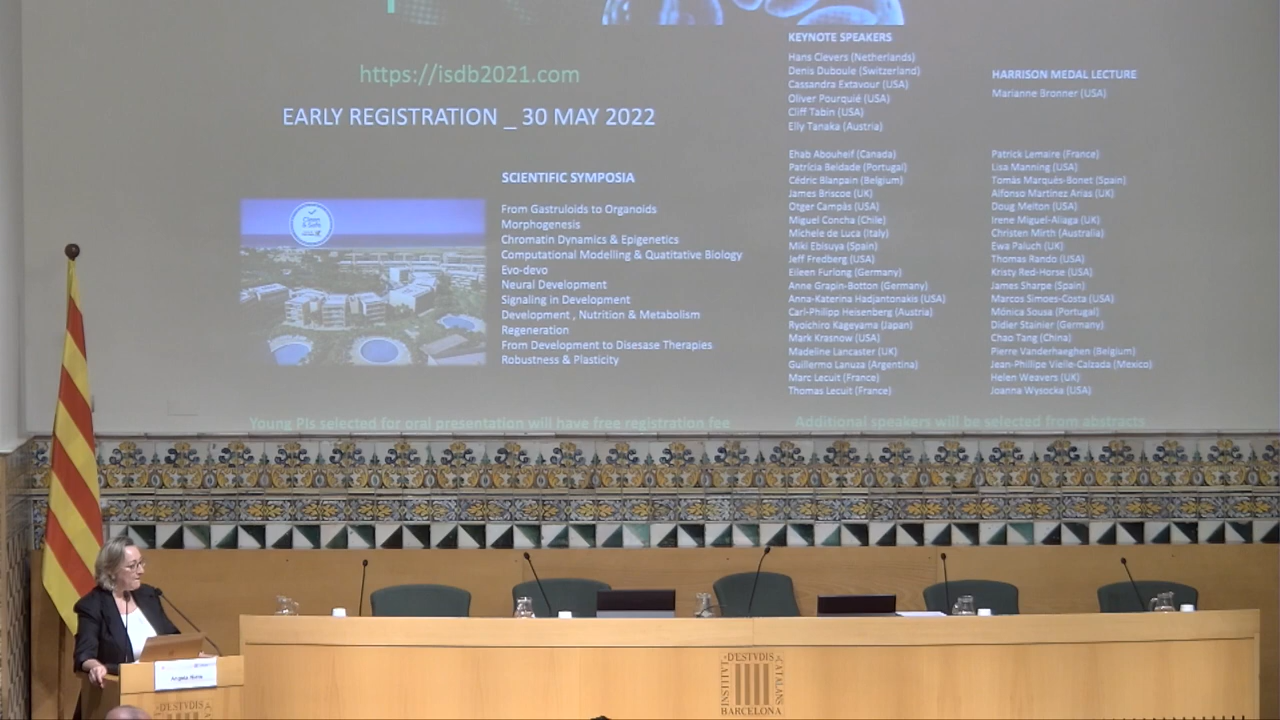 https://isdb2021.com
EARLY REGISTRATION _ 30 MAY 2022
Clean
& Safe
SCIENTIFIC SYMPOSIA
From Gastruloids to Organoids
Morphogenesis
Chromatin Dynamics & Epigenetics
Computational Modelling & Quatitative Biology
Evo-devo
Neural Development
Signaling in Development
Development , Nutrition & Metabolism
Regeneration
From Development to Disesase Therapies
Robustness & Plasticity
KEYNOTE SPEAKERS
Hans Clevers (Netherlands)
Denis Duboule (Switzerland)
Cassandra Extavour (USA)
Oliver Pourquié (USA)
Cliff Tabin (USA)
Elly Tanaka (Austria)
HARRISON MEDAL LECTURE
Marianne Bronner (USA)
Ehab Abouheif (Canada)
Patrícia Beldade (Portugal)
Cédric Blanpain (Belgium)
James Briscoe (UK)
Otger Campàs (USA)
Miguel Concha (Chile)
Michele de Luca (Italy)
Miki Ebisuya (Spain)
Jeff Fredberg (USA)
Eileen Furlong (Germany)
Anne Grapin-Botton (Germany)
Anna-Katerina Hadjantonakis (USA)
Carl-Philipp Heisenberg (Austria)
Ryoichiro Kageyama (Japan)
Mark Krasnow (USA)
Madeline Lancaster (UK)
Guillermo Lanuza (Argentina)
Marc Lecuit (France)
Thomas Lecuit (France)
Patrick Lemaire (France)
Lisa Manning (USA)
Tomàs Marquès-Bonet (Spain)
Alfonso Martínez Arias (UK)
Doug Melton (USA)
Irene Miguel-Aliaga (UK)
Christen Mirth (Australia)
Ewa Paluch (UK)
Thomas Rando (USA)
Kristy Red-Horse (USA)
James Sharpe (Spain)
Marcos Simoes-Costa (USA)
Mónica Sousa (Portugal)
Didier Stainier (Germany)
Chao Tang (China)
Pierre Vanderhaeghen (Belgium)
Jean-Phillipe Vielle-Calzada (Mexico)
Helen Weavers (UK)
Joanna Wysocka (USA)
Young PIs selected for oral presentation will have free registration fee
Additional speakers will be selected from abstracts
Angela Nieto
D'ESTVDIS
INSTITVT
CATALANS
BARCELONA
D'ESTVDIS